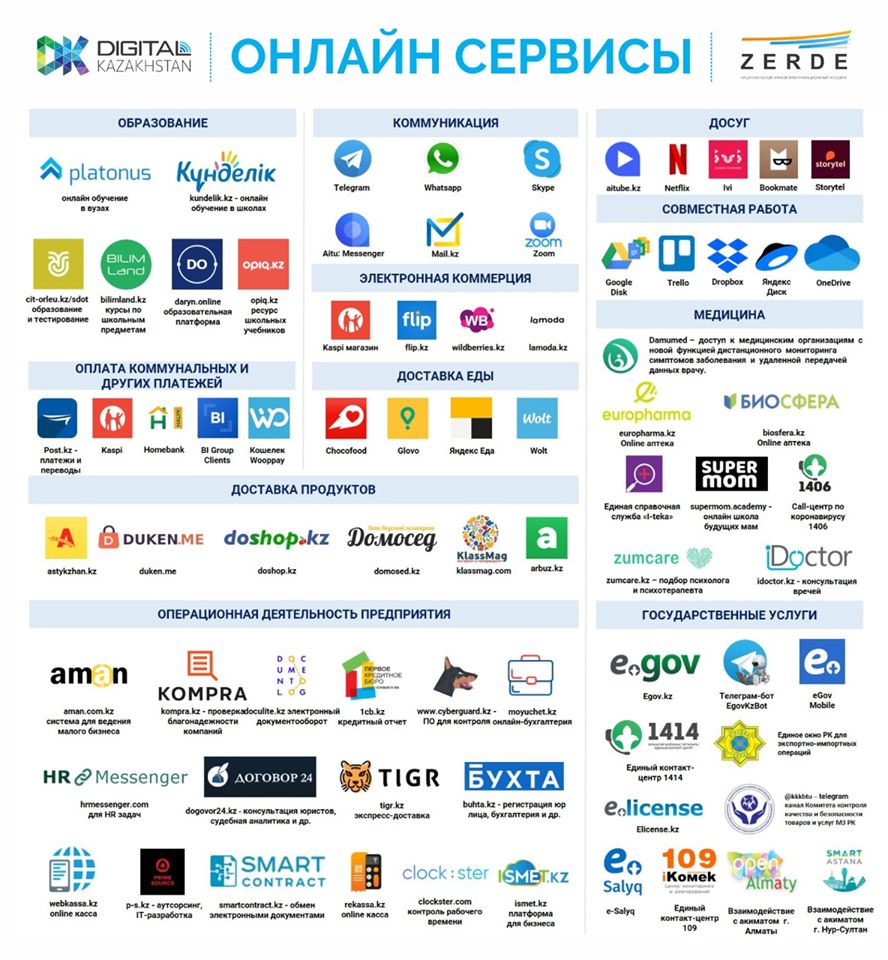 DIGITAL
KAZAKHSTAN
ОНЛАЙН СЕРВИСЫ
ZERDE
НАЦИОНАЛЬНЫЙ ИНФОКОММУНИКАЦИОННЫЙ ХОЛДИНГ
ОБРАЗОВАНИЕ
platonus
Күнделік
онлайн обучение
в вузах
kundelik.kz - онлайн
обучение в школах
BILIM
Land
DO
OPIQ.KZ
cit-orleu.kz/sdot
образование
и тестирование
bilimland.kz
курсы по
школьным
предметам
daryn.online
образовательная
платформа
opiq.kz
ресурс
школьных
учебников
КОММУНИКАЦИЯ
Telegram
Whatsapp
Skype
zoom
Aitu: Messenger
Mail.kz
Zoom
ЭЛЕКТРОННАЯ КОММЕРЦИЯ
flip
WB
lamoda
Kaspi магазин
flip.kz
wildberries.kz
lamoda.kz
ДОСУГ
ivi
storytel
aitube.kz
Netflix
Ivi
Bookmate
Storytel
СОВМЕСТНАЯ РАБОТА
Google
Disk
Trello
Dropbox
Яндекс
Диск
OneDrive
МЕДИЦИНА
Damumed – доступ к медицинским организациям с
новой функцией дистанционного мониторинга
симптомов заболевания и удаленной передачей
данных врачу.
europharma
БИОСФЕРА
europharma.kz
Online аптека
biosfera.kz
Online аптека
SUPER
MOM
1406
Единая справочная
служба «I-teka»
supermom.academy -
онлайн школа
будущих мам
Call-центр по
коронавирусу
1406
zumcare
iDoctor
zumcare.kz – подбор психолога
и психотерапевта
idoctor.kz - консультация
врачей
ОПЛАТА КОММУНАЛЬНЫХ И
ДРУГИХ ПЛАТЕЖЕЙ
HALYK
BI
WO
Post.kz -
платежи и
переводы
Kaspi
Homebank
BI Group
Clients
Кошелек
Wooppay
ДОСТАВКА ЕДЫ
Wolt
Chocofood
Glovo
Яндекс Еда
Wolt
ДОСТАВКА ПРОДУКТОВ
A
DUKEN.ME
doshop.kz
Домосед
KlassMag
a
astykzhan.kz
duken.me
doshop.kz
domosed.kz
klassmag.com
arbuz.kz
ОПЕРАЦИОННАЯ ДЕЯТЕЛЬНОСТЬ ПРЕДПРИЯТИЯ
aman
KOMPRA
DOCUMENTOLOG
ПЕРВОЕ
КРЕДИТНОЕ
БЮРО
aman.com.kz
система для ведения
малого бизнеса
kompra.kz - проверка
благонадежности
компаний
doculite.kz электронный
документооборот
1cb.kz
кредитный отчет
www.cyberguard.kz -
ПО для контроля
moyuchet.kz
онлайн-бухгалтерия
HR Messenger
ДОГОВОР 24
TIGR
БУХТА
hrmessenger.com
для HR задач
dogovor24.kz - консультация юристов,
судебная аналитика и др.
tigr.kz
экспресс-доставка
buhta.kz - регистрация юр
лица, бухгалтерия и др.
PRIME
SOURCE
SMART
CONTRACT
clock:ster
ISMET.KZ
webkassa.kz
online касса
p-s.kz - аутсорсинг,
IT-разработка
smartcontract.kz - обмен
электронными документами
rekassa.kz
online касса
clockster.com
контроль рабочего
времени
ismet.kz
платформа
для бизнеса
ГОСУДАРСТВЕННЫЕ УСЛУГИ
e.gov
e
Egov.kz
Телеграм-бот
EgovKzBot
eGov
Mobile
1414
Единый контакт-
центр 1414
Единое окно РК для
экспортно-импортных
операций
e.license
Elicense.kz
@kkkbtu – telegram
канал Комитета контроля
качества и безопасности
товаров и услуг МЗ РК
e
Salyq
109
iКомек
Центр мониторинга
и реагирования
open
Almaty
SMART
ASTANA
e-Salyq
Единый
контакт-центр
109
Взаимодействие
с акиматом г.
Алматы
Взаимодействие
с акиматом
г. Нур-Султан